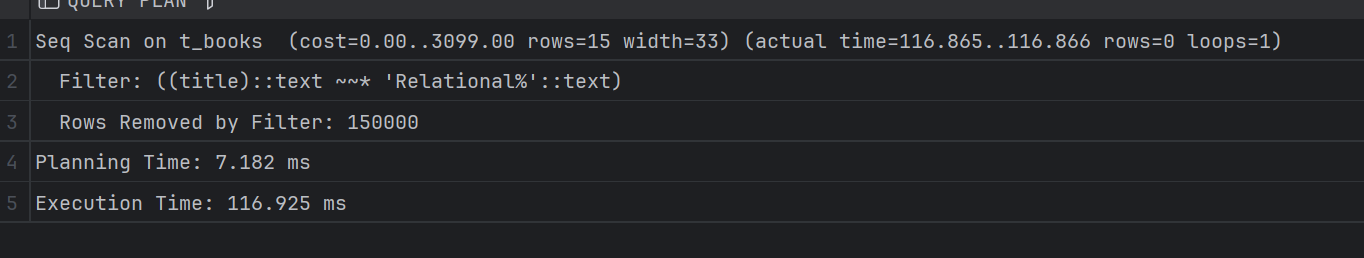 QUERY PLAN
1 Seq Scan on t_books  (cost=0.00..3099.00 rows=15 width=33) (actual time=116.865..116.866 rows=0 loops=1)
2   Filter: ((title)::text ~~* 'Relational%'::text)
3   Rows Removed by Filter: 150000
4 Planning Time: 7.182 ms
5 Execution Time: 116.925 ms